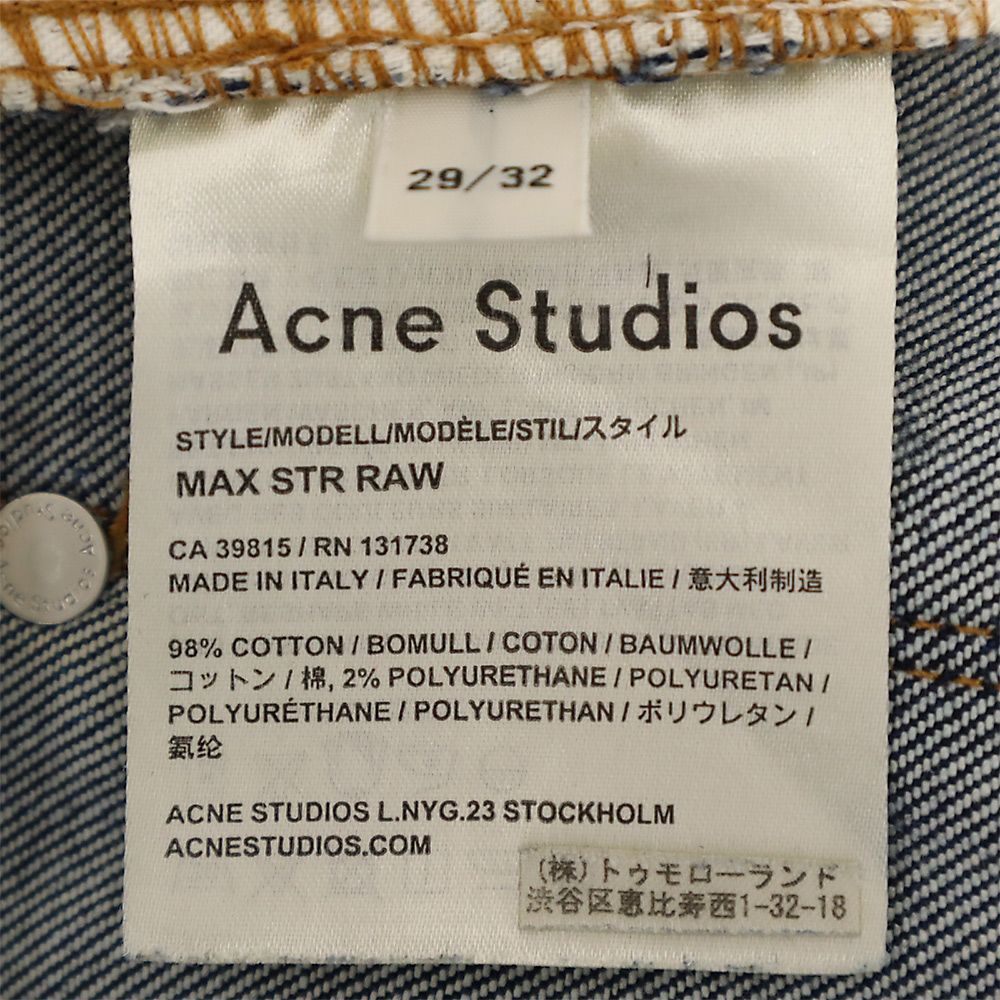 29/32
Acne Studios
STYLE/MODELL/MODÈLE/STIL/スタイル
MAX STR RAW
CA 39815 / RN 131738
MADE IN ITALY / FABRIQUÉ EN ITALIE / 意大利制造
98% COTTON / BOMULL / COTON / BAUMWOLLE /
コットン / 棉, 2% POLYURETHANE / POLYURETAN /
POLYURÉTHANE / POLYURETHAN / ポリウレタン /
氨纶
ACNE STUDIOS L.NYG.23 STOCKHOLM
ACNESTUDIOS.COM
(株)トゥモローランド
渋谷区恵比寿西1-32-18
Acne Studios